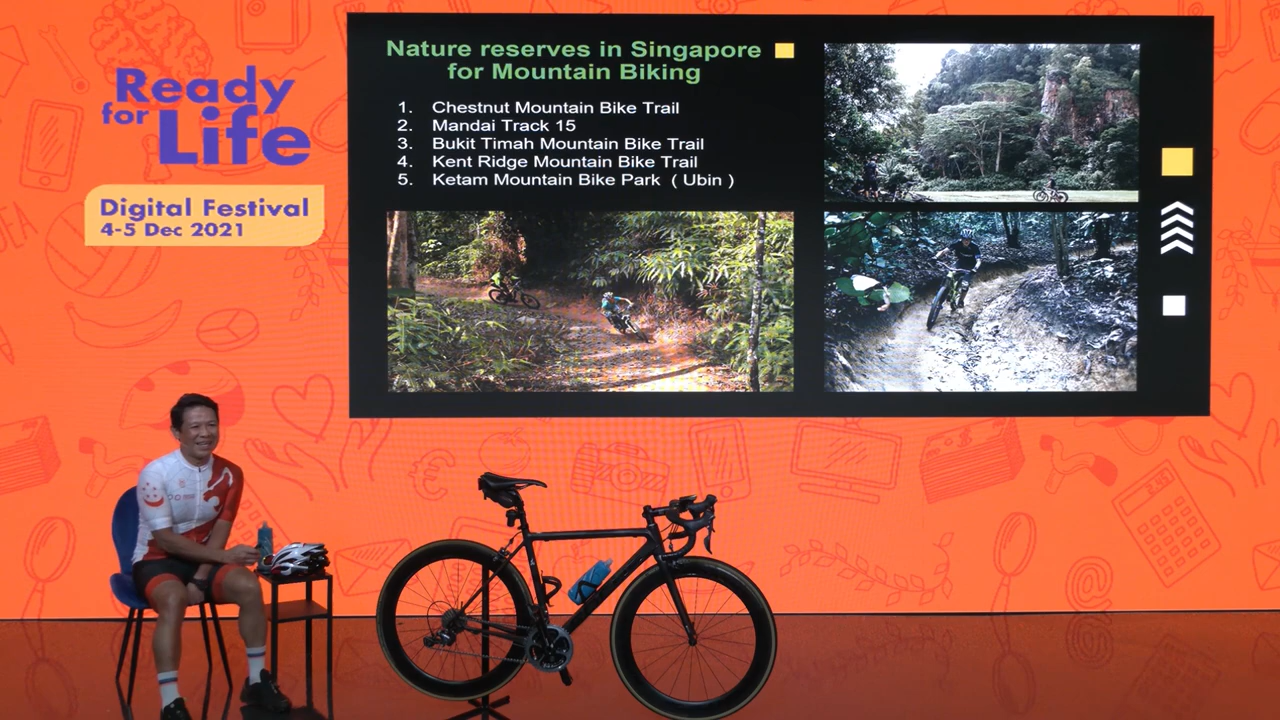 Ready
for
Life
Digital Festival
4-5 Dec 2021
Nature reserves in Singapore
for Mountain Biking
1. Chestnut Mountain Bike Trail
2. Mandai Track 15
3. Bukit Timah Mountain Bike Trail
4. Kent Ridge Mountain Bike Trail
5. Ketam Mountain Bike Park ( Ubin )